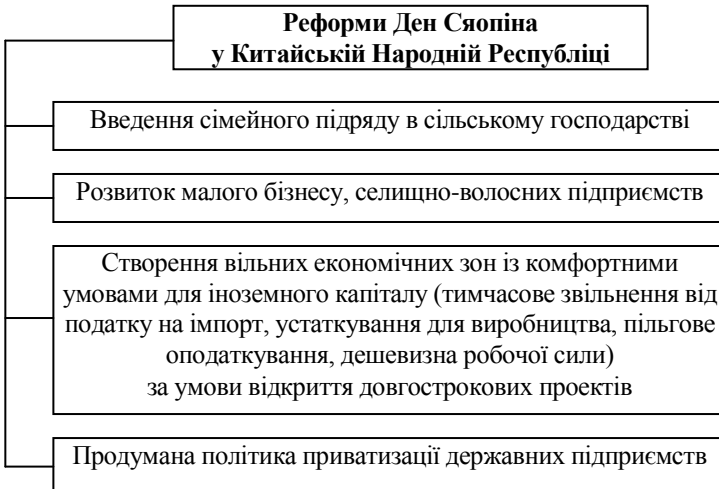 Реформи Ден Сяопіна
у Китайській Народній Республіці
Введення сімейного підряду в сільському господарстві
Розвиток малого бізнесу, селищно-волосних підприємств
Створення вільних економічних зон із комфортними
умовами для іноземного капіталу (тимчасове звільнення від
податку на імпорт, устаткування для виробництва, пільгове
оподаткування, дешевизна робочої сили)
за умови відкриття довгострокових проектів
Продумана політика приватизації державних підприємств